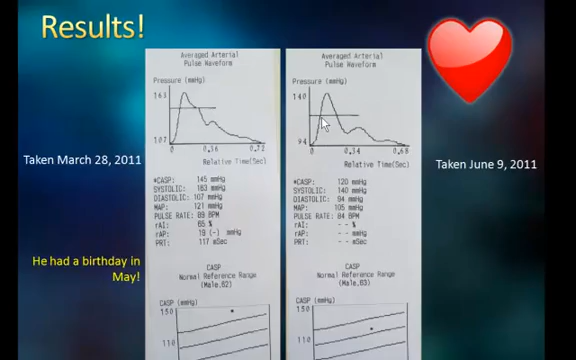 Results!
Averaged Arterial
Pulse Waveform
Pressure (mmHg)
163
107
0 0.36 0.72
Relative Time(Sec)
*CASP: 145 mmHg
SYSTOLIC: 163 mmHg
DIASTOLIC: 107 mmHg
MAP: 121 mmHg
PULSE RATE: 89 BPM
rAI: 65 %
rAP: 19 (-) mmHg
PRT: 117 mSec
CASP
Normal Reference Range
(Male,62)
CASP (mmHg)
150
110
Averaged Arterial
Pulse Waveform
Pressure (mmHg)
140
94
0 0.34 0.68
Relative Time(Sec)
*CASP: 120 mmHg
SYSTOLIC: 140 mmHg
DIASTOLIC: 94 mmHg
MAP: 105 mmHg
PULSE RATE: 84 BPM
rAI: -- %
rAP: -- mmHg
PRT: -- mSec
CASP
Normal Reference Range
(Male,63)
CASP (mmHg)
150
110
Taken March 28, 2011
Taken June 9, 2011
He had a birthday in
May!